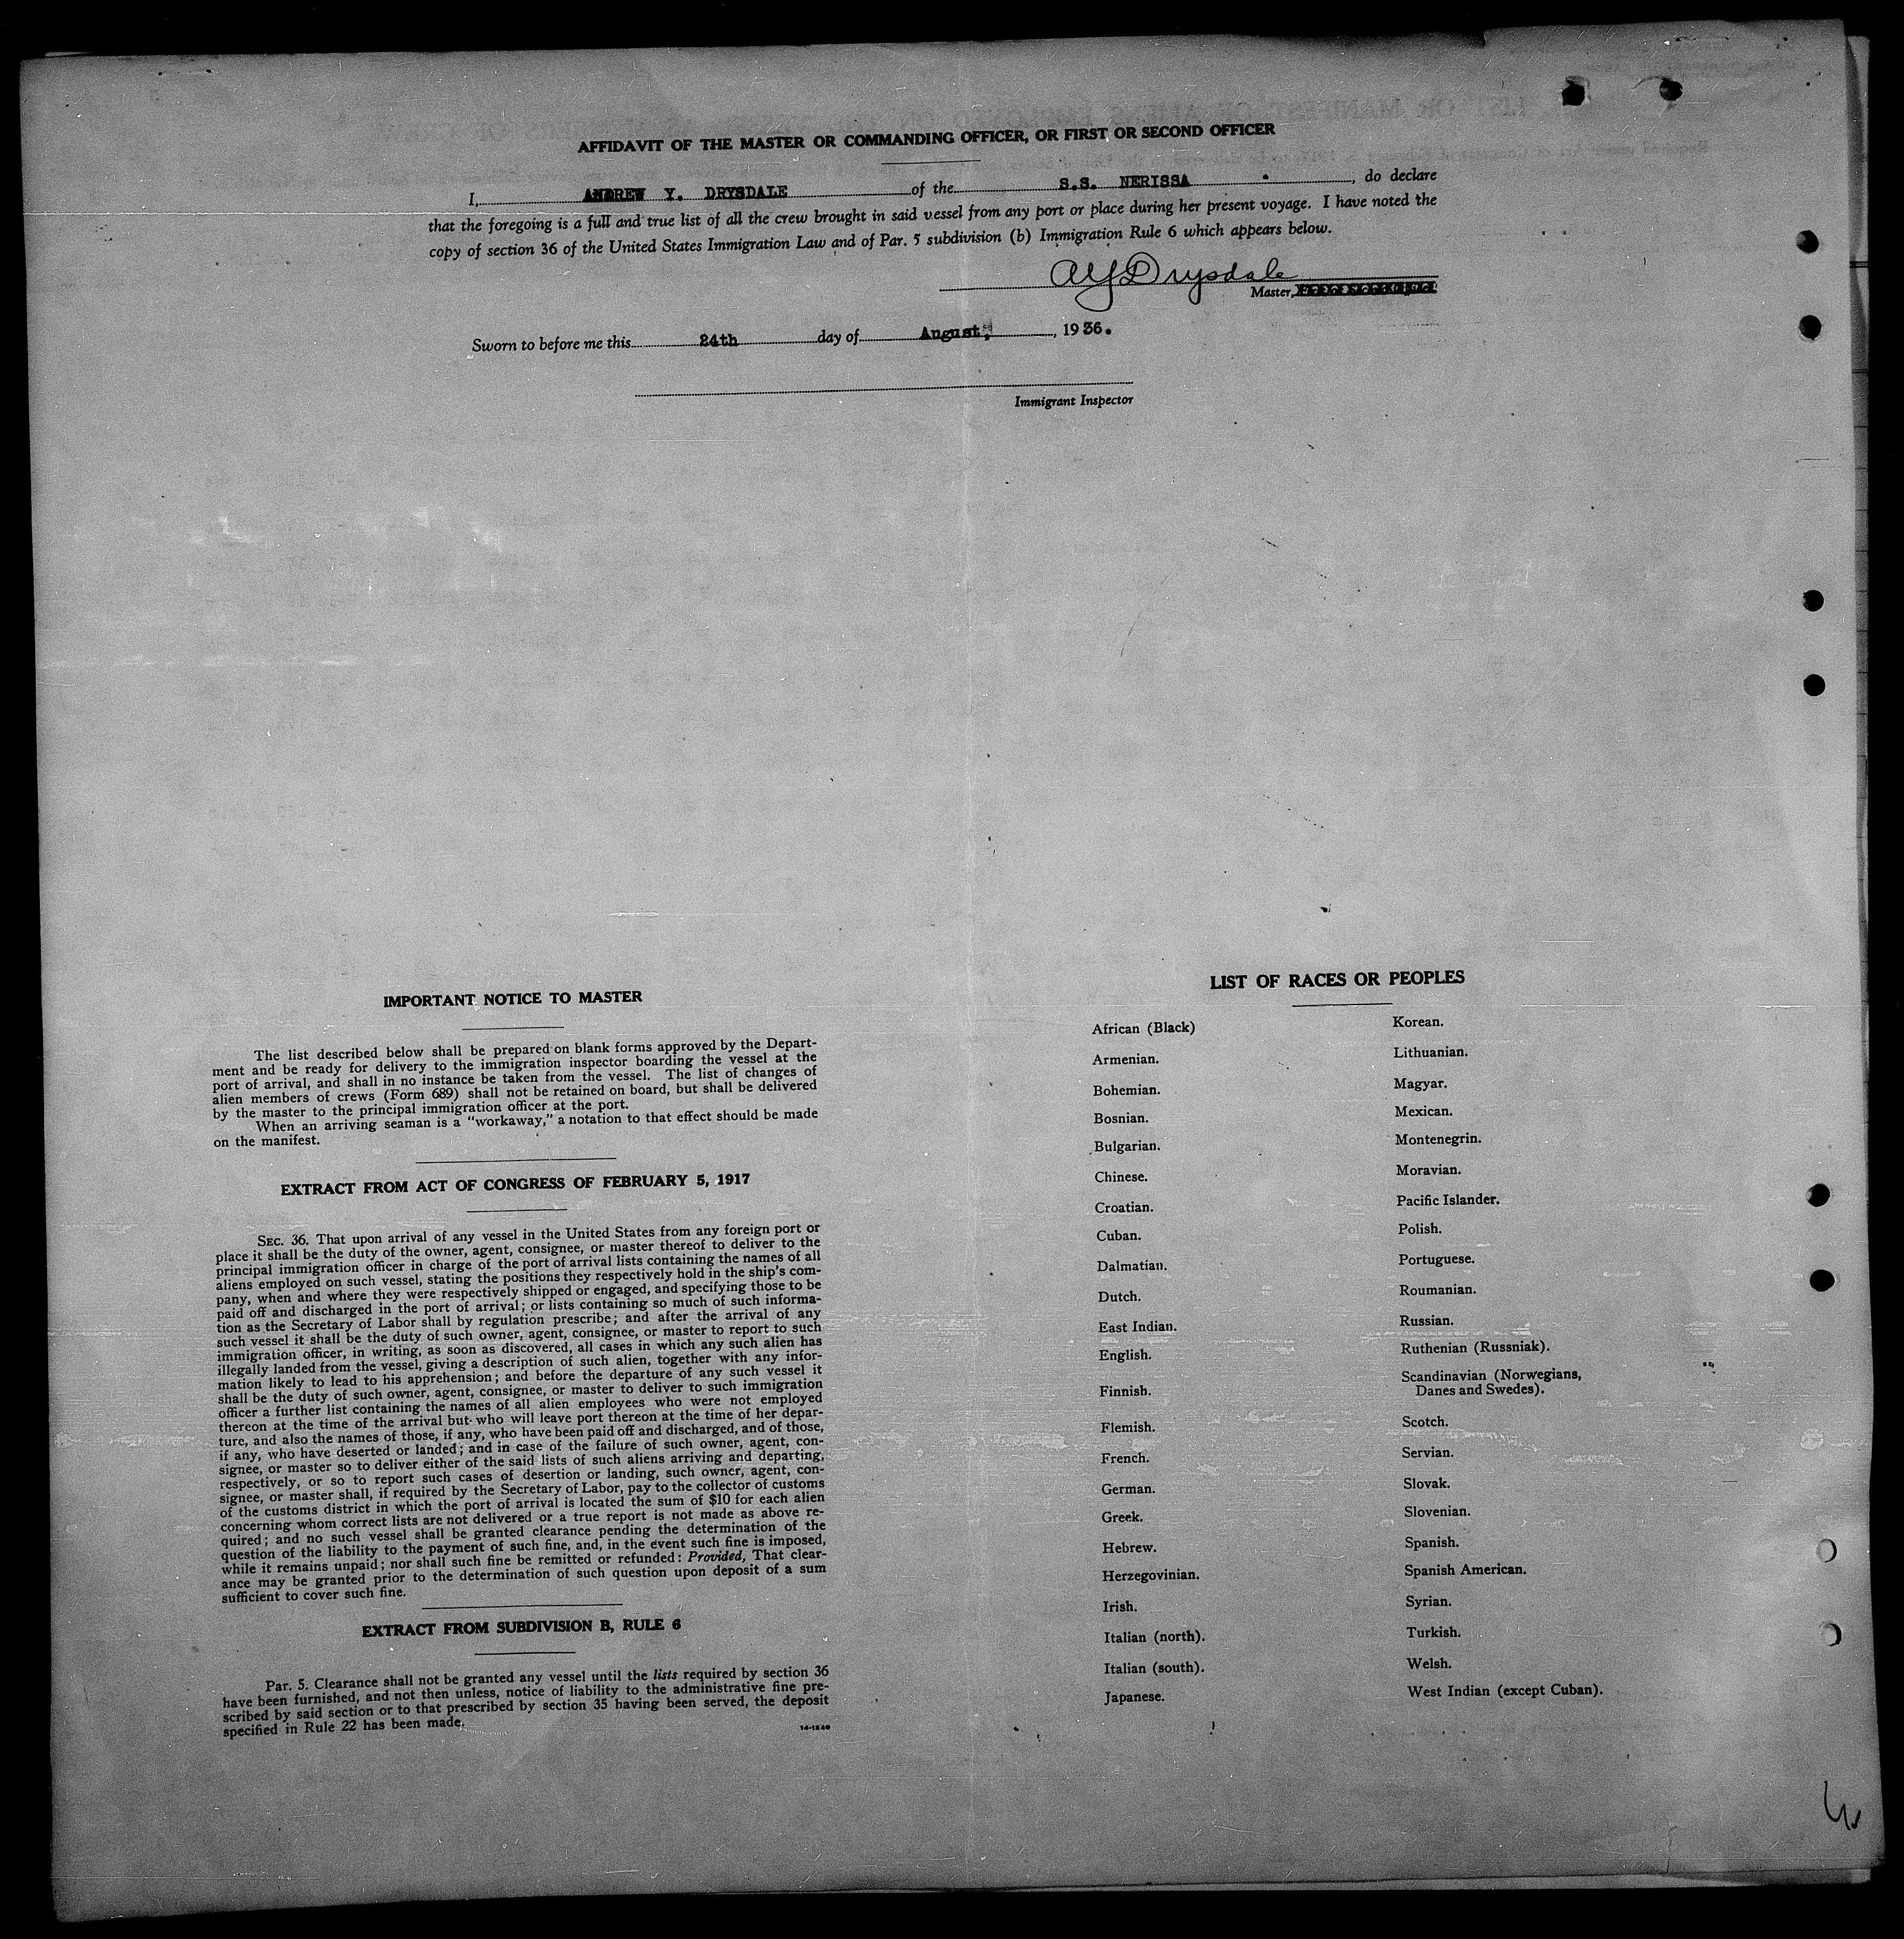 AFFIDAVIT OF THE MASTER OR COMMANDING OFFICER, OR FIRST OR SECOND OFFICER
I, ANDREW Y. DRYSDALE of the S.S. NERISSA, do declare
that the foregoing is a full and true list of all the crew brought in said vessel from any port or place during her present voyage. I have noted the
copy of section 36 of the United States Immigration Law and of Par. 5 subdivision (b) Immigration Rule 6 which appears below.
AYDrysdale
Master,
Sworn to before me this 24th day of August, , 1936.
Immigrant Inspector
IMPORTANT NOTICE TO MASTER
The list described below shall be prepared on blank forms approved by the Depart-
ment and be ready for delivery to the immigration inspector boarding the vessel at the
port of arrival, and shall in no instance be taken from the vessel. The list of changes of
alien members of crews (Form 689) shall not be retained on board, but shall be delivered
by the master to the principal immigration officer at the port.
When an arriving seaman is a "workaway," a notation to that effect should be made
on the manifest.
EXTRACT FROM ACT OF CONGRESS OF FEBRUARY 5, 1917
SEC. 36. That upon arrival of any vessel in the United States from any foreign port or
place it shall be the duty of the owner, agent, consignee, or master thereof to deliver to the
principal immigration officer in charge of the port of arrival lists containing the names of all
aliens employed on such vessel, stating the positions they respectively hold in the ship's com-
pany, when and where they were respectively shipped or engaged, and specifying those to be
paid off and discharged in the port of arrival; or lists containing so much of such informa-
tion as the Secretary of Labor shall by regulation prescribe; and after the arrival of any
such vessel it shall be the duty of such owner, agent, consignee, or master to report to such
immigration officer, in writing, as soon as discovered, all cases in which any such alien has
illegally landed from the vessel, giving a description of such alien, together with any infor-
mation likely to lead to his apprehension; and before the departure of any such vessel it
shall be the duty of such owner, agent, consignee, or master to deliver to such immigration
officer a further list containing the names of all alien employees who were not employed
thereon at the time of the arrival but who will leave port thereon at the time of her depar-
ture, and also the names of those, if any, who have been paid off and discharged, and of those,
if any, who have deserted or landed; and in case of the failure of such owner, agent, con-
signee, or master so to deliver either of the said lists of such aliens arriving and departing,
respectively, or so to report such cases of desertion or landing, such owner, agent, con-
signee, or master shall, if required by the Secretary of Labor, pay to the collector of customs
of the customs district in which the port of arrival is located the sum of $10 for each alien
concerning whom correct lists are not delivered or a true report is not made as above re-
quired; and no such vessel shall be granted clearance pending the determination of the
question of the liability to the payment of such fine, and, in the event such fine is imposed,
while it remains unpaid; nor shall such fine be remitted or refunded: Provided, That clear-
ance may be granted prior to the determination of such question upon deposit of a sum
sufficient to cover such fine.
EXTRACT FROM SUBDIVISION B, RULE 6
Par. 5. Clearance shall not be granted any vessel until the lists required by section 36
have been furnished, and not then unless, notice of liability to the administrative fine pre-
scribed by said section or to that prescribed by section 35 having been served, the deposit
specified in Rule 22 has been made.
14-1240
LIST OF RACES OR PEOPLES
African (Black)
Armenian.
Bohemian.
Bosnian.
Bulgarian.
Chinese.
Croatian.
Cuban.
Dalmatian.
Dutch.
East Indian.
English.
Finnish.
Flemish.
French.
German.
Greek.
Hebrew.
Herzegovinian.
Irish.
Italian (north).
Italian (south).
Japanese.
Korean.
Lithuanian.
Magyar.
Mexican.
Montenegrin.
Moravian.
Pacific Islander.
Polish.
Portuguese.
Roumanian.
Russian.
Ruthenian (Russniak).
Scandinavian (Norwegians,
Danes and Swedes).
Scotch.
Servian.
Slovak.
Slovenian.
Spanish.
Spanish American.
Syrian.
Turkish.
Welsh.
West Indian (except Cuban).